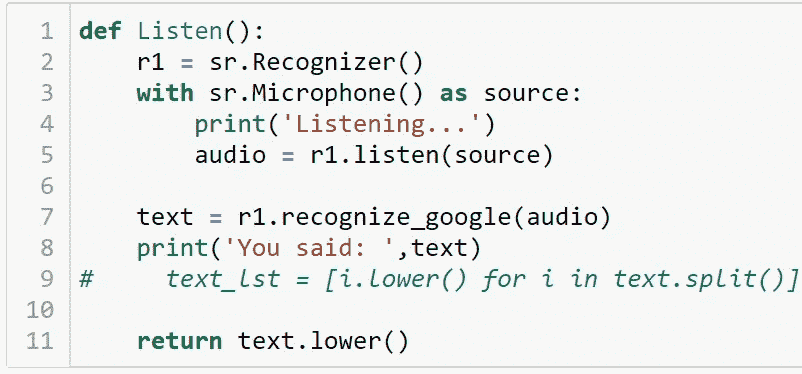 1 def Listen():
2     r1 = sr.Recognizer()
3     with sr.Microphone() as source:
4         print('Listening...')
5         audio = r1.listen(source)
6
7     text = r1.recognize_google(audio)
8     print('You said: ',text)
9 #     text_lst = [i.lower() for i in text.split()]
10
11     return text.lower()